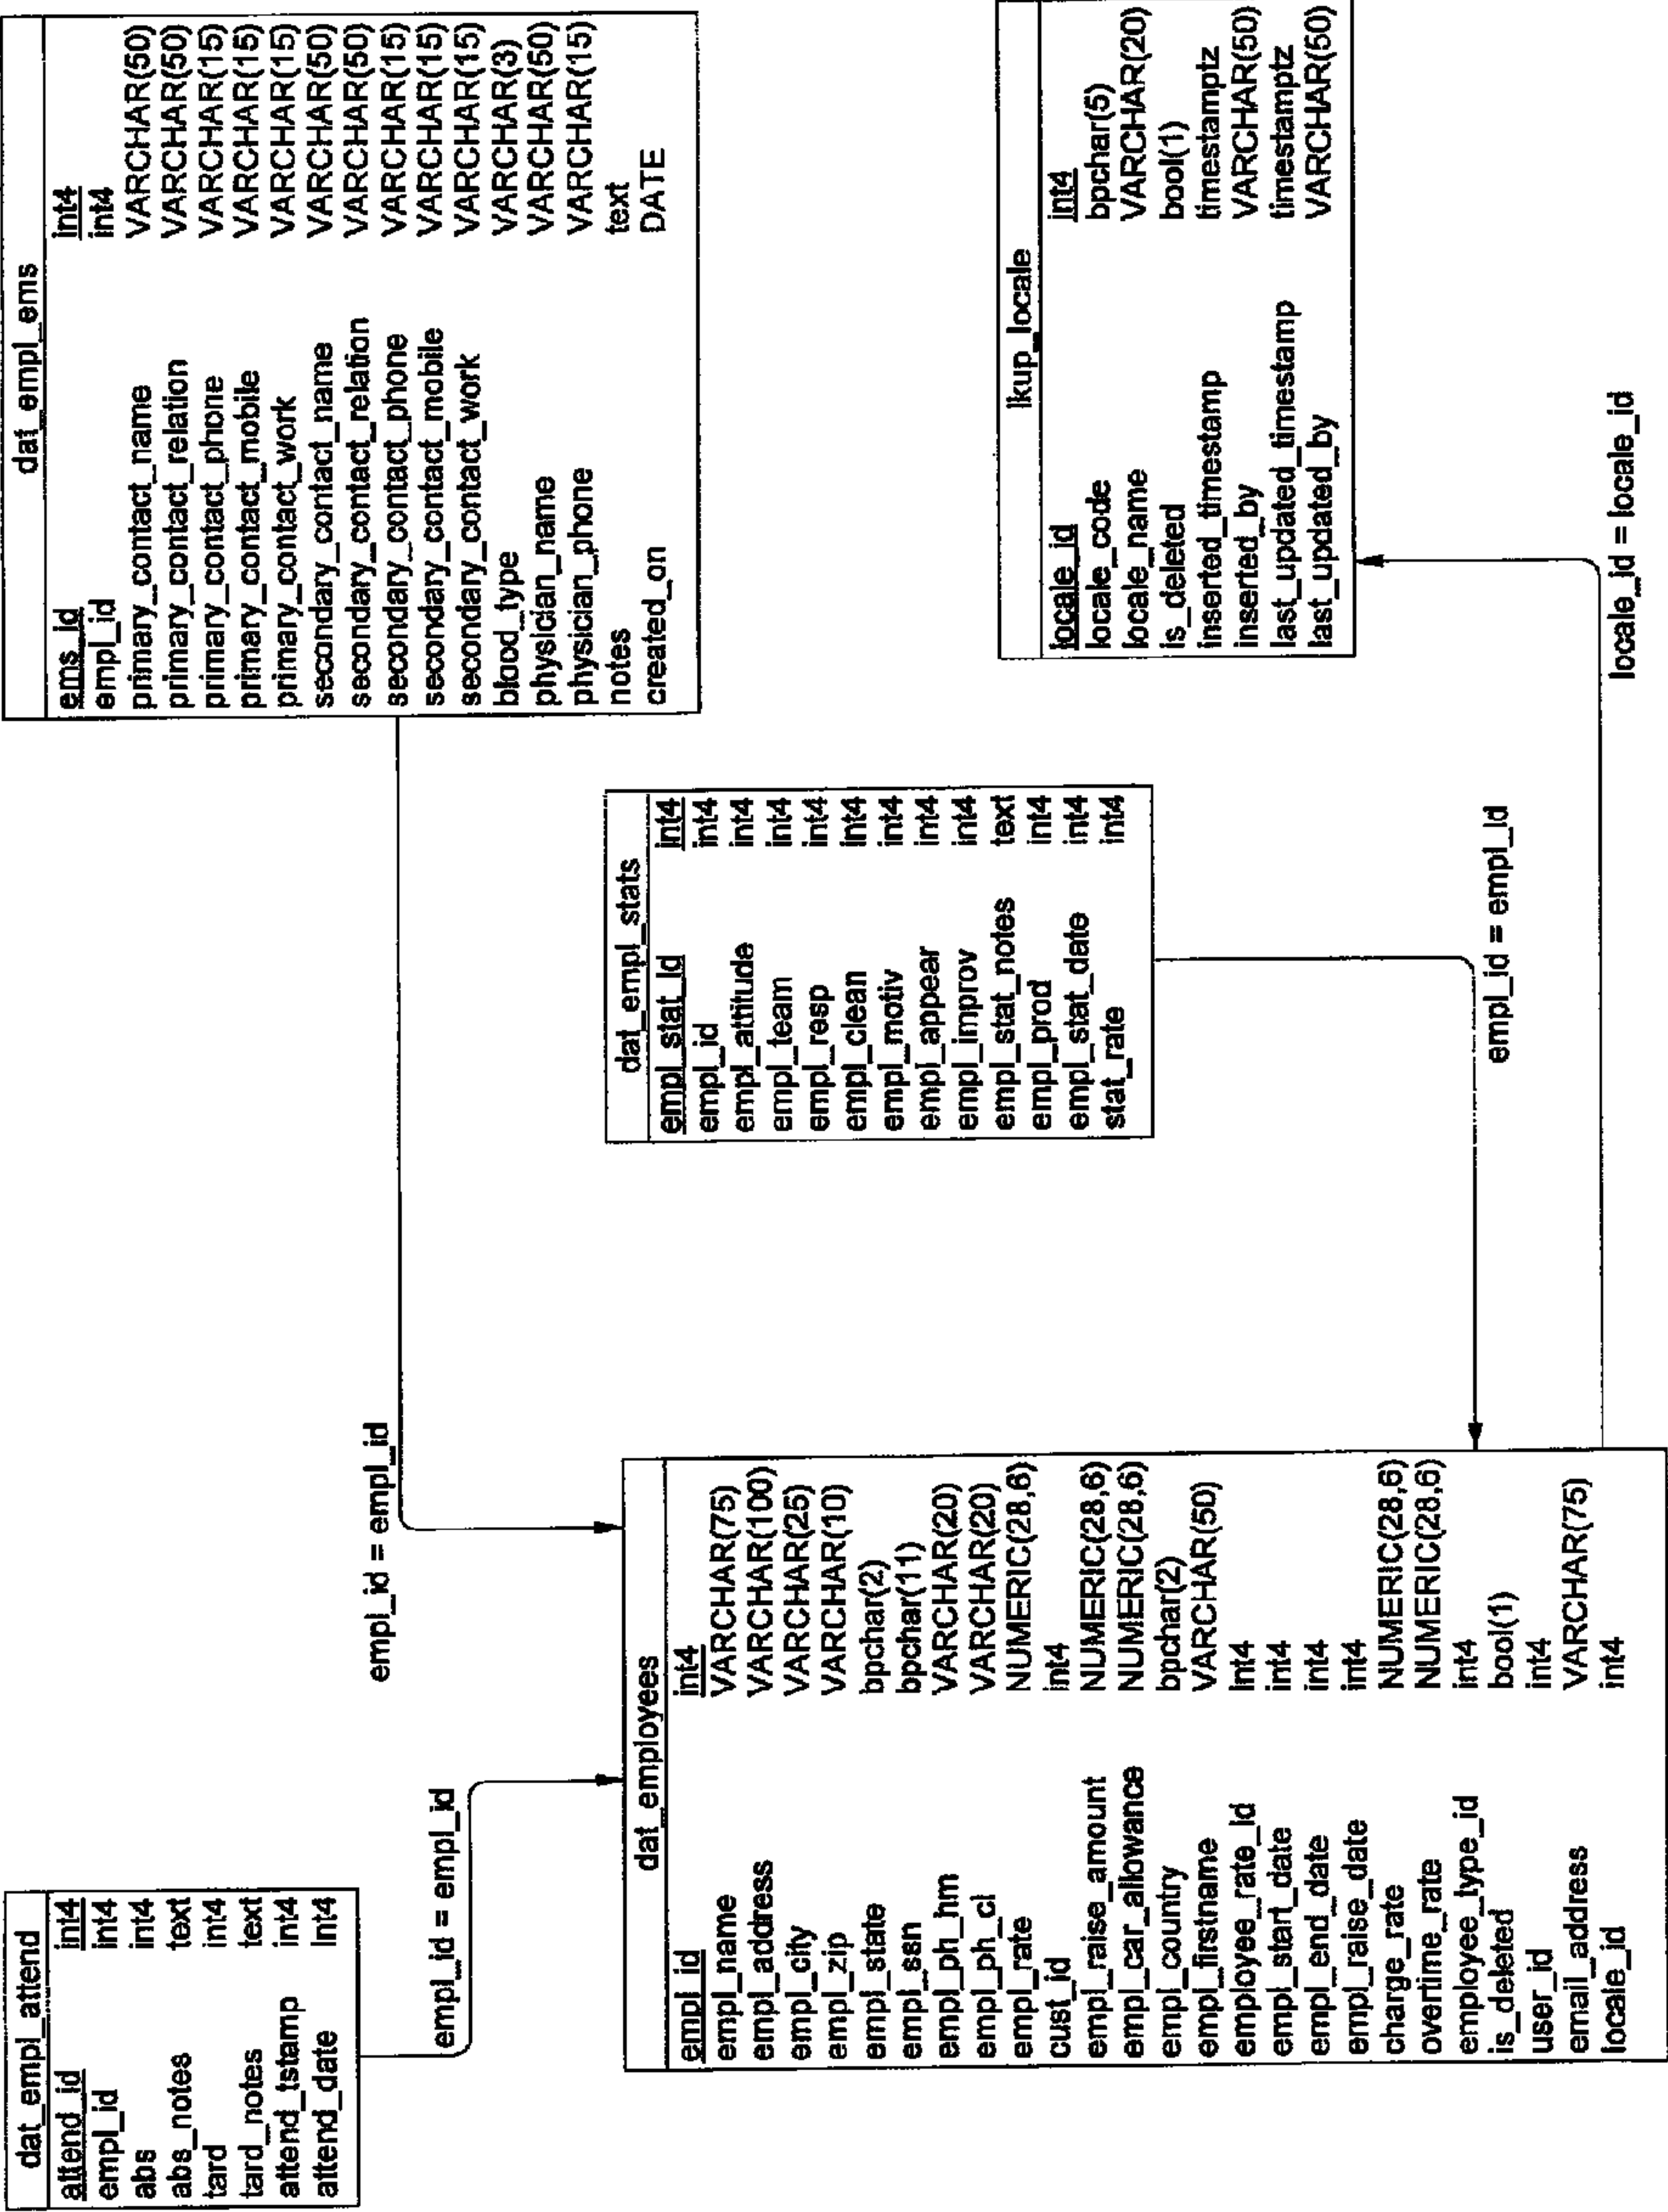 dat_empl_attend
attend_id int4
empl_id int4
abs int4
abs_notes text
tard int4
tard_notes text
attend_tstamp int4
attend_date int4
dat_empl_ems
ems_id int4
empl_id int4
primary_contact_name VARCHAR(50)
primary_contact_relation VARCHAR(50)
primary_contact_phone VARCHAR(15)
primary_contact_mobile VARCHAR(15)
primary_contact_work VARCHAR(15)
secondary_contact_name VARCHAR(50)
secondary_contact_relation VARCHAR(50)
secondary_contact_phone VARCHAR(15)
secondary_contact_mobile VARCHAR(15)
secondary_contact_work VARCHAR(15)
blood_type VARCHAR(3)
physician_name VARCHAR(50)
physician_phone VARCHAR(15)
notes text
created_on DATE
empl_id = empl_id
empl_id = empl_id
dat_employees
empl_id int4
empl_name VARCHAR(75)
empl_address VARCHAR(100)
empl_city VARCHAR(25)
empl_zip VARCHAR(10)
empl_state bpchar(2)
empl_ssn bpchar(11)
empl_ph_hm VARCHAR(20)
empl_ph_cl VARCHAR(20)
empl_rate NUMERIC(28,6)
cust_id int4
empl_raise_amount NUMERIC(28,6)
empl_car_allowance NUMERIC(28,6)
empl_country bpchar(2)
empl_firstname VARCHAR(50)
employee_rate_id int4
empl_start_date int4
empl_end_date int4
empl_raise_date int4
charge_rate NUMERIC(28,6)
overtime_rate NUMERIC(28,6)
employee_type_id int4
is_deleted bool(1)
user_id int4
email_address VARCHAR(75)
locale_id int4
dat_empl_stats
empl_stat_id int4
empl_id int4
empl_attitude int4
empl_team int4
empl_resp int4
empl_clean int4
empl_motiv int4
empl_appear int4
empl_improv int4
empl_stat_notes text
empl_prod int4
empl_stat_date int4
stat_rate int4
lkup_locale
locale_id int4
locale_code bpchar(5)
locale_name VARCHAR(20)
is_deleted bool(1)
inserted_timestamp timestamptz
inserted_by VARCHAR(50)
last_updated_timestamp timestamptz
last_updated_by VARCHAR(50)
empl_id = empl_id
locale_id = locale_id